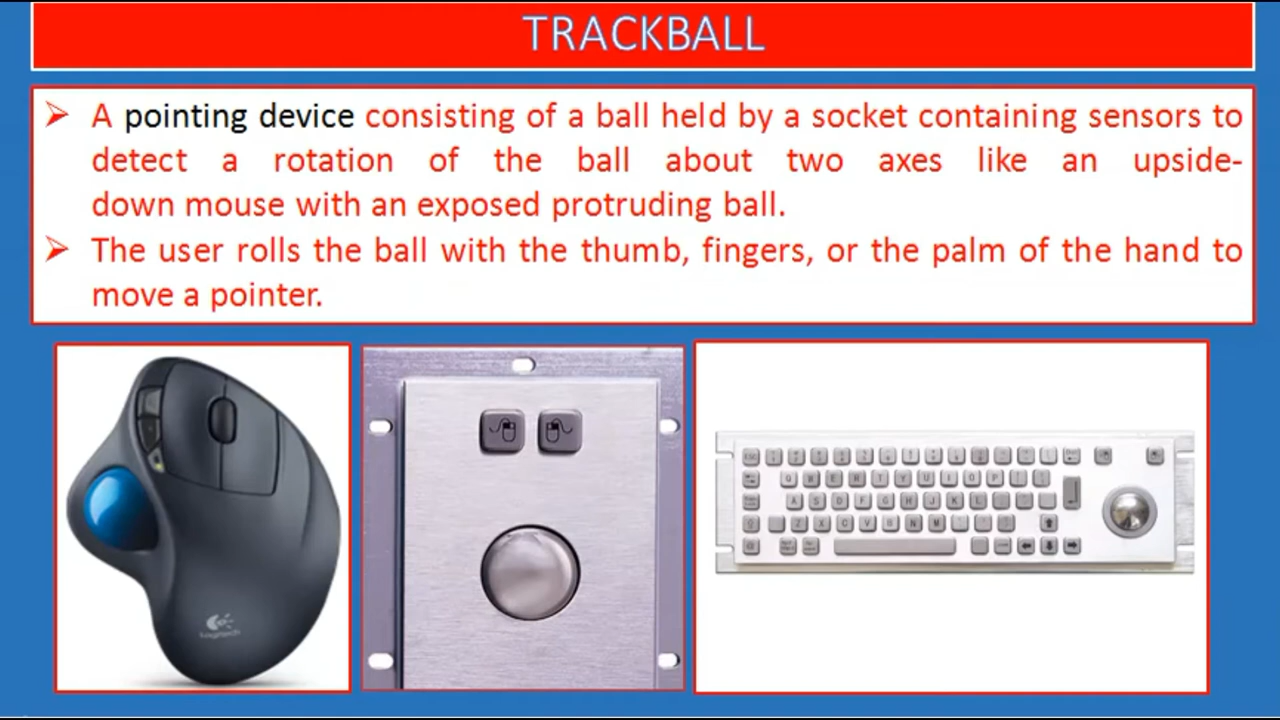 TRACKBALL
➢ A pointing device consisting of a ball held by a socket containing sensors to
detect a rotation of the ball about two axes like an upside-
down mouse with an exposed protruding ball.
➢ The user rolls the ball with the thumb, fingers, or the palm of the hand to
move a pointer.
Logitech
Q W E R T Y U I O P
A S D F G H J K L
Z X C V B N M